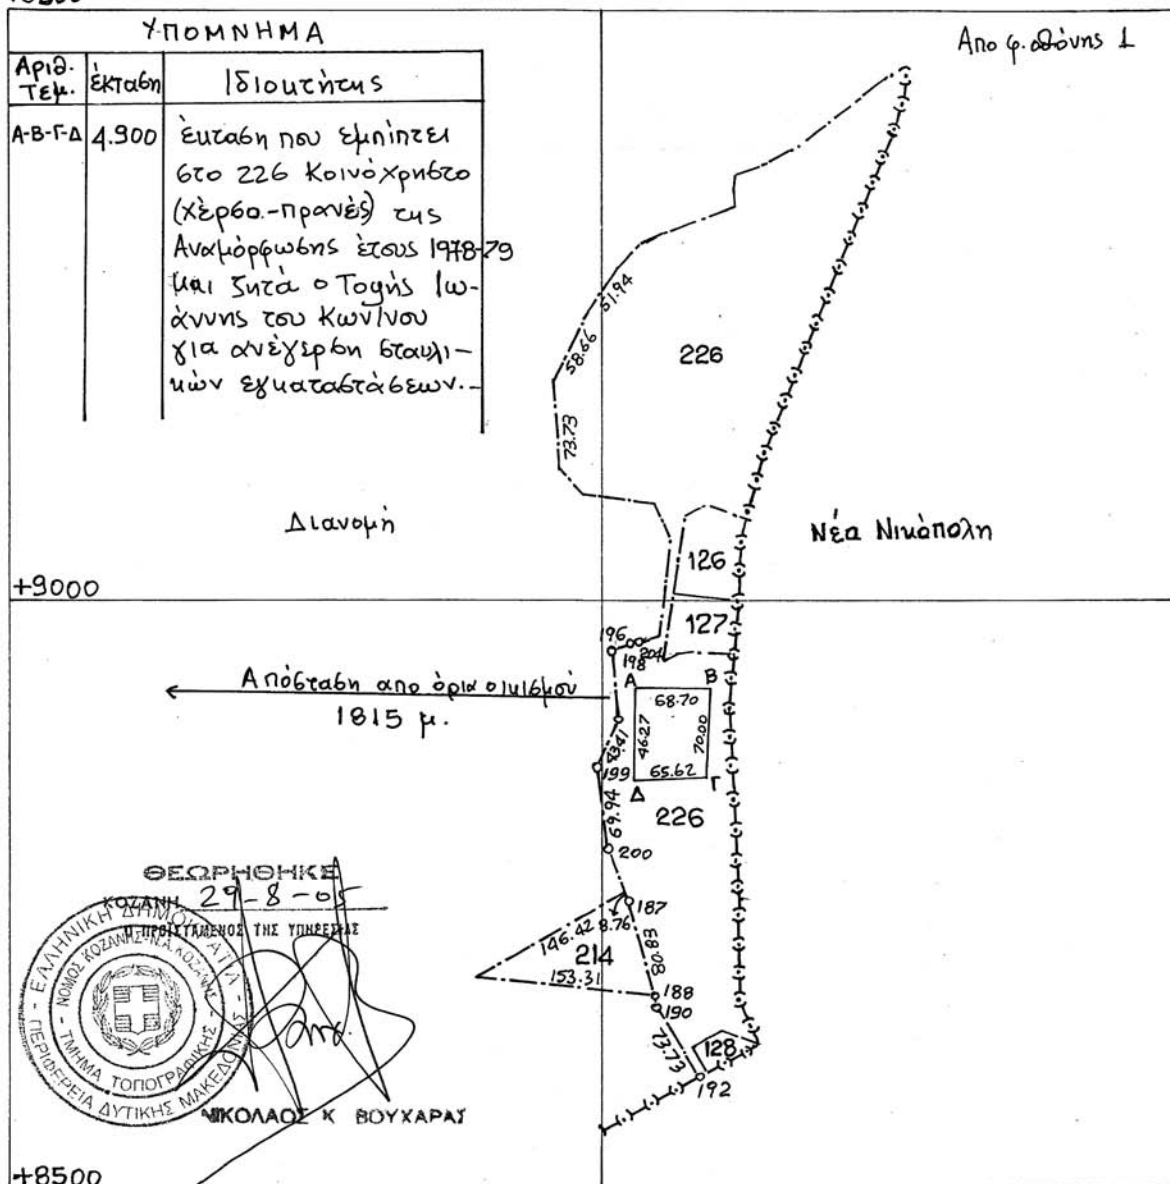 ΥΠΟΜΝΗΜΑ
Αριθ. Τεμ.
έκταση
Ιδιοκτήτης
Α-Β-Γ-Δ
4.900
έκταση που εμπίπτει
στο 226 Κοινόχρηστο
(χέρσο.-πρανές) της
Αναμόρφωσης έτους 1978-79
και ζητά ο Τοψής Ιω-
άννης του Κων/νου
για ανέγερση σταυλι-
κών εγκαταστάσεων.-
Απο φ. οθόνης 1
51.94
58.66
226
73.73
Διανομή
Νέα Νικόπολη
126
+9000
127
196
198
204
Απόσταση απο όρια οικισμού
1815 μ.
Α
Β
68.70
46.27
70.00
43.41
199
65.62
Δ
Γ
69.94
226
200
ΘΕΩΡΗΘΗΚΕ
ΚΟΖΑΝΗ 29-8-05
Ο ΠΡΟΪΣΤΑΜΕΝΟΣ ΤΗΣ ΥΠΗΡΕΣΙΑΣ
187
146.42
8.76
214
80.83
153.31
188
190
73.73
128
192
ΕΛΛΗΝΙΚΗ ΔΗΜΟΚΡΑΤΙΑ
ΠΕΡΙΦΕΡΕΙΑ ΔΥΤΙΚΗΣ ΜΑΚΕΔΟΝΙΑΣ
ΝΟΜΟΣ ΚΟΖΑΝΗΣ-Ν.Α. ΚΟΖΑΝΗΣ
ΤΜΗΜΑ ΤΟΠΟΓΡΑΦΙΚΗΣ
ΝΙΚΟΛΑΟΣ Κ ΒΟΥΧΑΡΑΣ
+8500